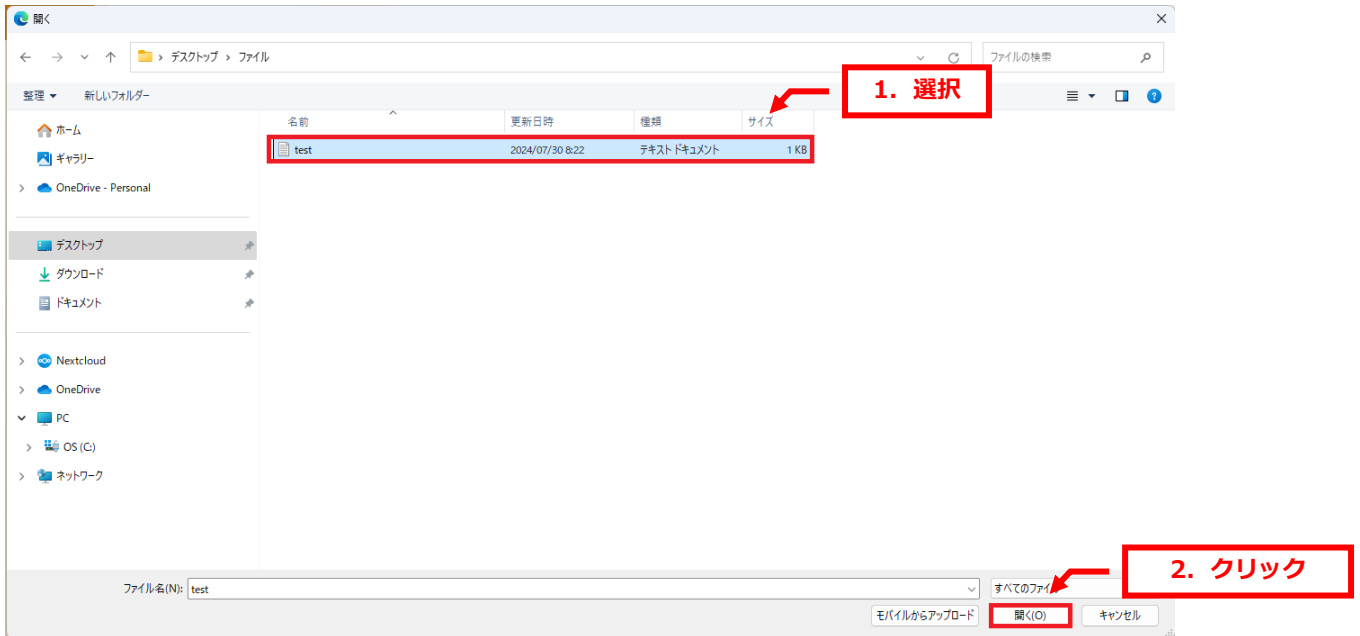 開く
デスクトップ › ファイル
ファイルの検索
1. 選択
整理
新しいフォルダー
名前
更新日時
種類
サイズ
test
2024/07/30 8:22
テキスト ドキュメント
1 KB
ホーム
ギャラリー
OneDrive - Personal
デスクトップ
ダウンロード
ドキュメント
Nextcloud
OneDrive
PC
OS (C:)
ネットワーク
2. クリック
ファイル名(N):
test
すべてのファイ
モバイルからアップロード
開く(O)
キャンセル